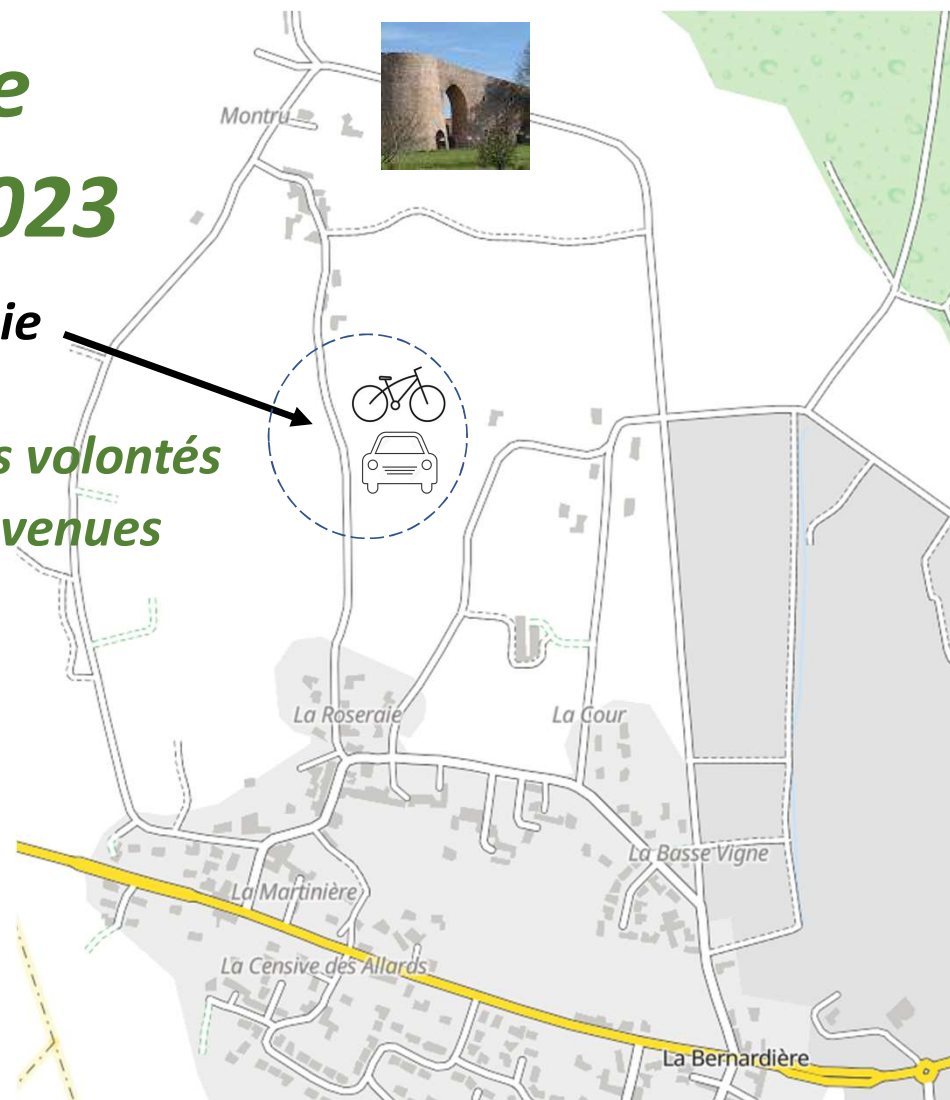 e
023
Montru
ie
s volontés
venues
La Roseraie
La Cour
La Basse Vigne
La Martinière
La Censive des Allards
La Bernardière